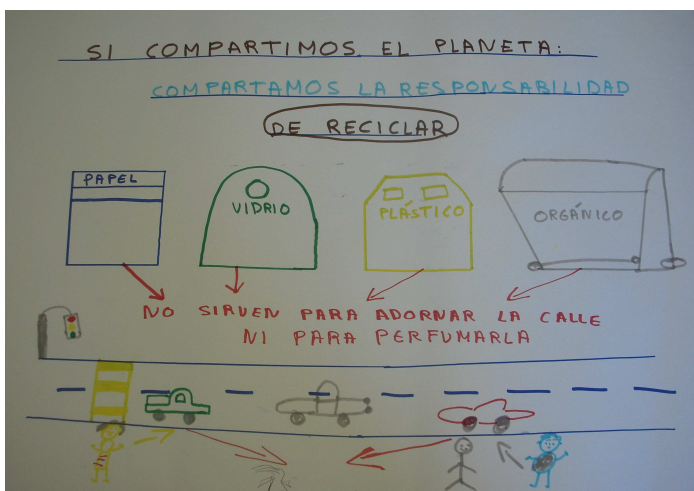 SI COMPARTIMOS EL PLANETA:
COMPARTAMOS LA RESPONSABILIDAD
DE RECICLAR
PAPEL
VIDRIO
PLÁSTICO
ORGÁNICO
NO SIRVEN PARA ADORNAR LA CALLE
NI PARA PERFUMARLA